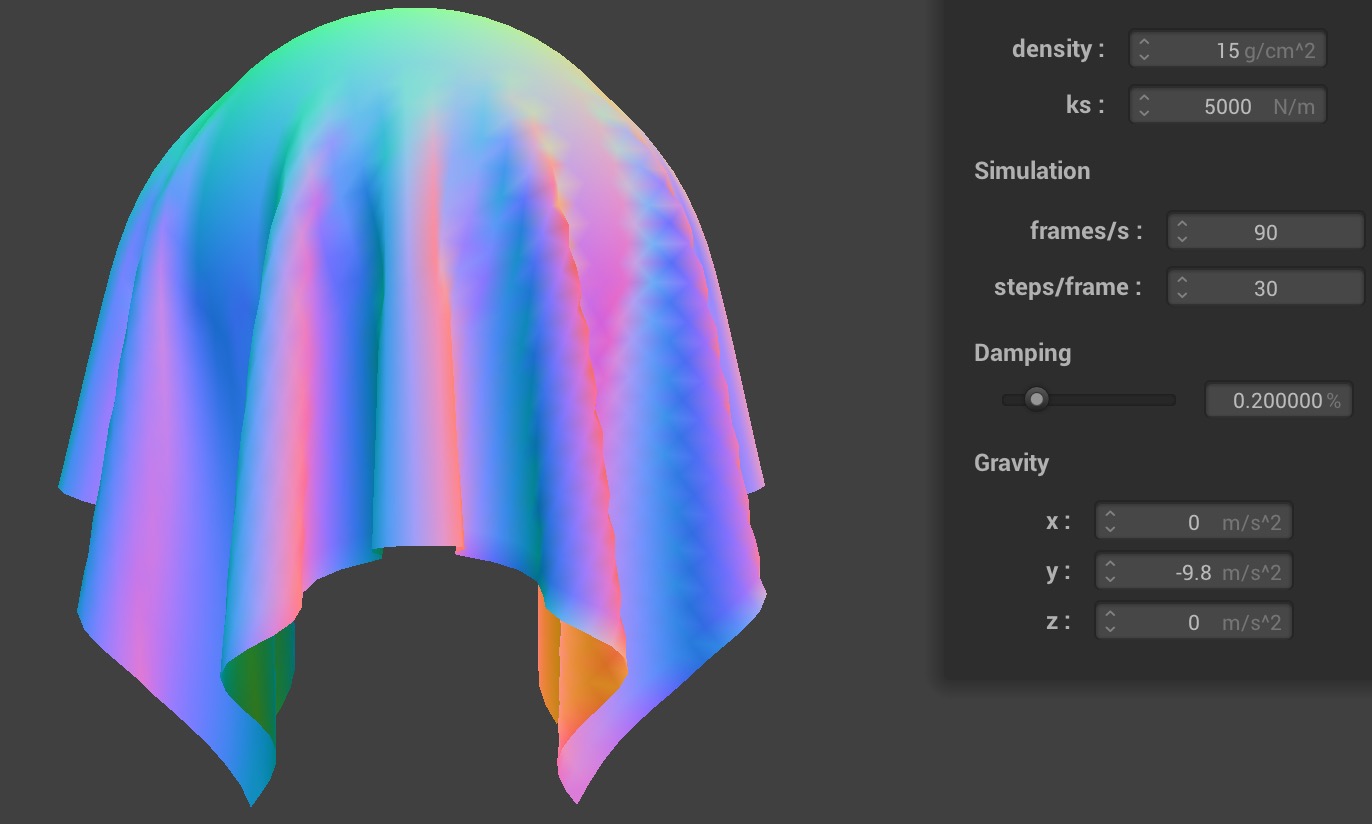 density : 15 g/cm^2
ks : 5000 N/m
Simulation
frames/s : 90
steps/frame : 30
Damping
0.200000 %
Gravity
x : 0 m/s^2
y : -9.8 m/s^2
z : 0 m/s^2